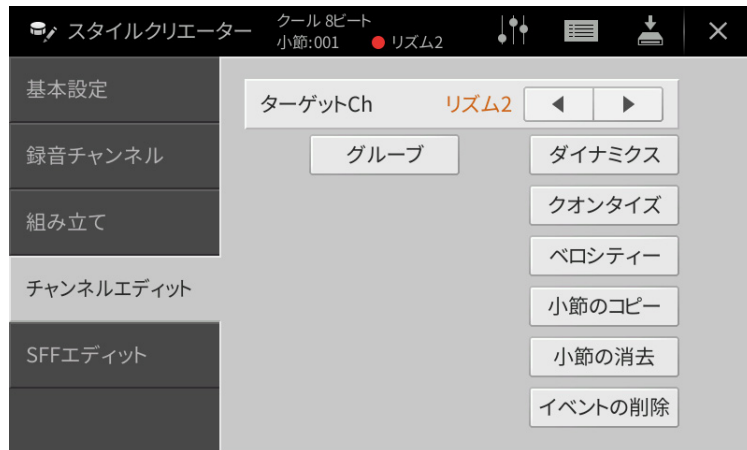 スタイルクリエーター
クール 8ビート
小節:001 リズム2
基本設定
録音チャンネル
組み立て
チャンネルエディット
SFFエディット
ターゲットCh リズム2
グルーブ
ダイナミクス
クオンタイズ
ベロシティー
小節のコピー
小節の消去
イベントの削除